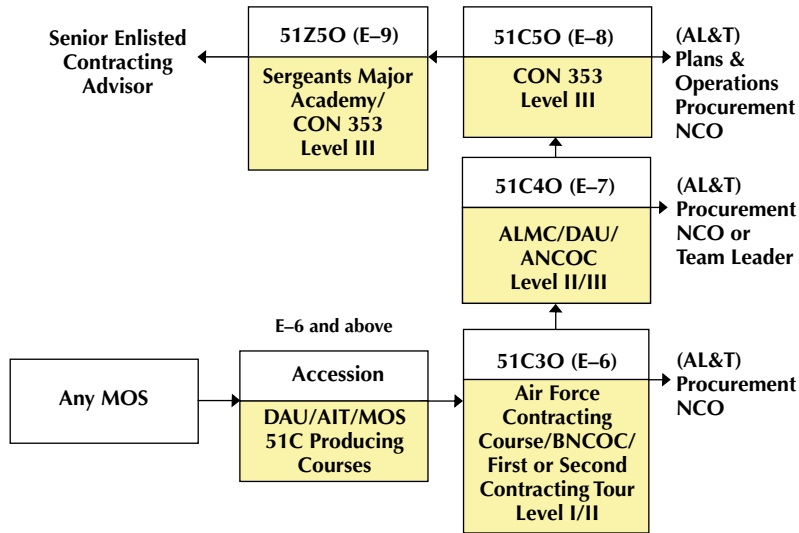 Senior Enlisted
Contracting
Advisor
51Z5O (E–9)
Sergeants Major
Academy/
CON 353
Level III
51C5O (E–8)
CON 353
Level III
(AL&T)
Plans &
Operations
Procurement
NCO
51C4O (E–7)
ALMC/DAU/
ANCOC
Level II/III
(AL&T)
Procurement
NCO or
Team Leader
E–6 and above
Any MOS
Accession
DAU/AIT/MOS
51C Producing
Courses
51C3O (E–6)
Air Force
Contracting
Course/BNCOC/
First or Second
Contracting Tour
Level I/II
(AL&T)
Procurement
NCO